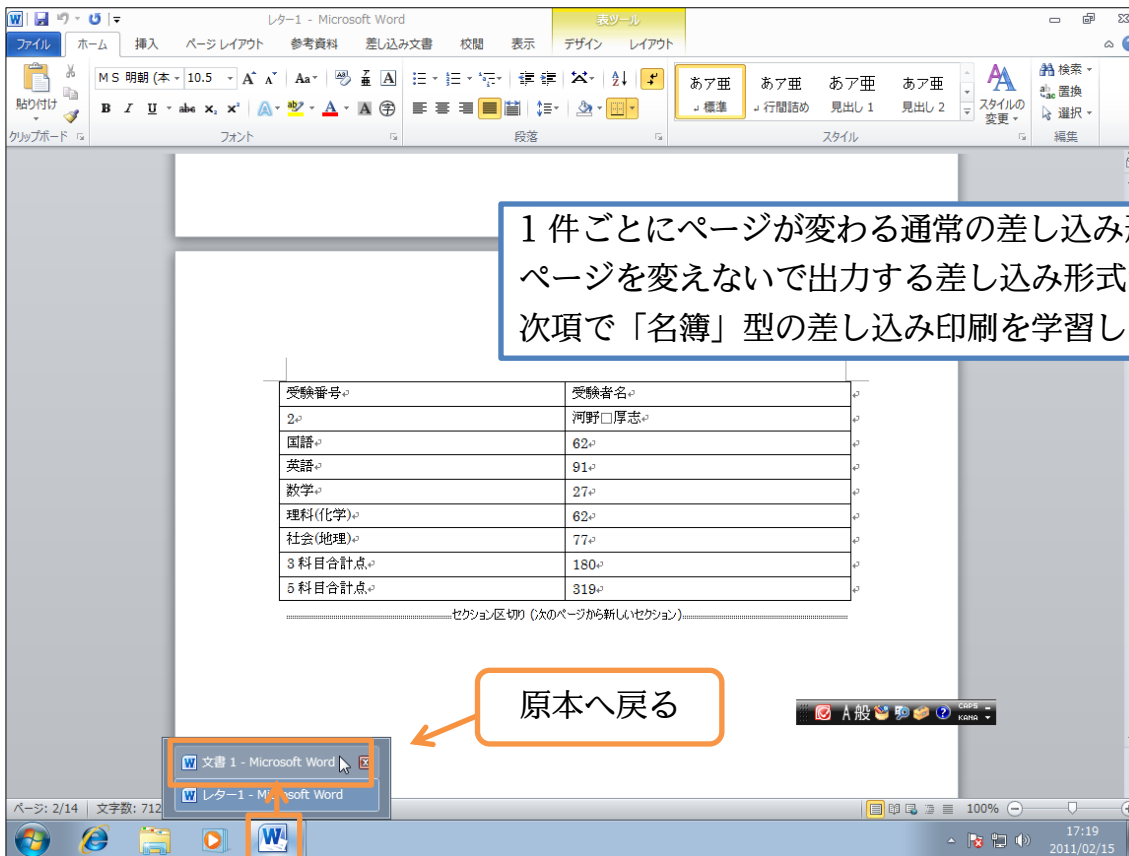 レター1 - Microsoft Word
表ツール
ファイル ホーム 挿入 ページ レイアウト 参考資料 差し込み文書 校閲 表示 デザイン レイアウト
貼り付け
MS 明朝 (本 10.5
あア亜 あア亜 あア亜 あア亜
標準 行間詰め 見出し 1 見出し 2
スタイルの
変更
検索
置換
選択
クリップボード フォント 段落 スタイル 編集
1 件ごとにページが変わる通常の差し込み
ページを変えないで出力する差し込み形式
次項で「名簿」型の差し込み印刷を学習し
受験番号 受験者名
2 河野□厚志
国語 62
英語 91
数学 27
理科(化学) 62
社会(地理) 77
3科目合計点 180
5科目合計点 319
セクション区切り (次のページから新しいセクション)
原本へ戻る
A 般 CAPS KANA
文書 1 - Microsoft Word
レター1 - Microsoft Word
ページ: 2/14 文字数: 712 100%
17:19
2011/02/15